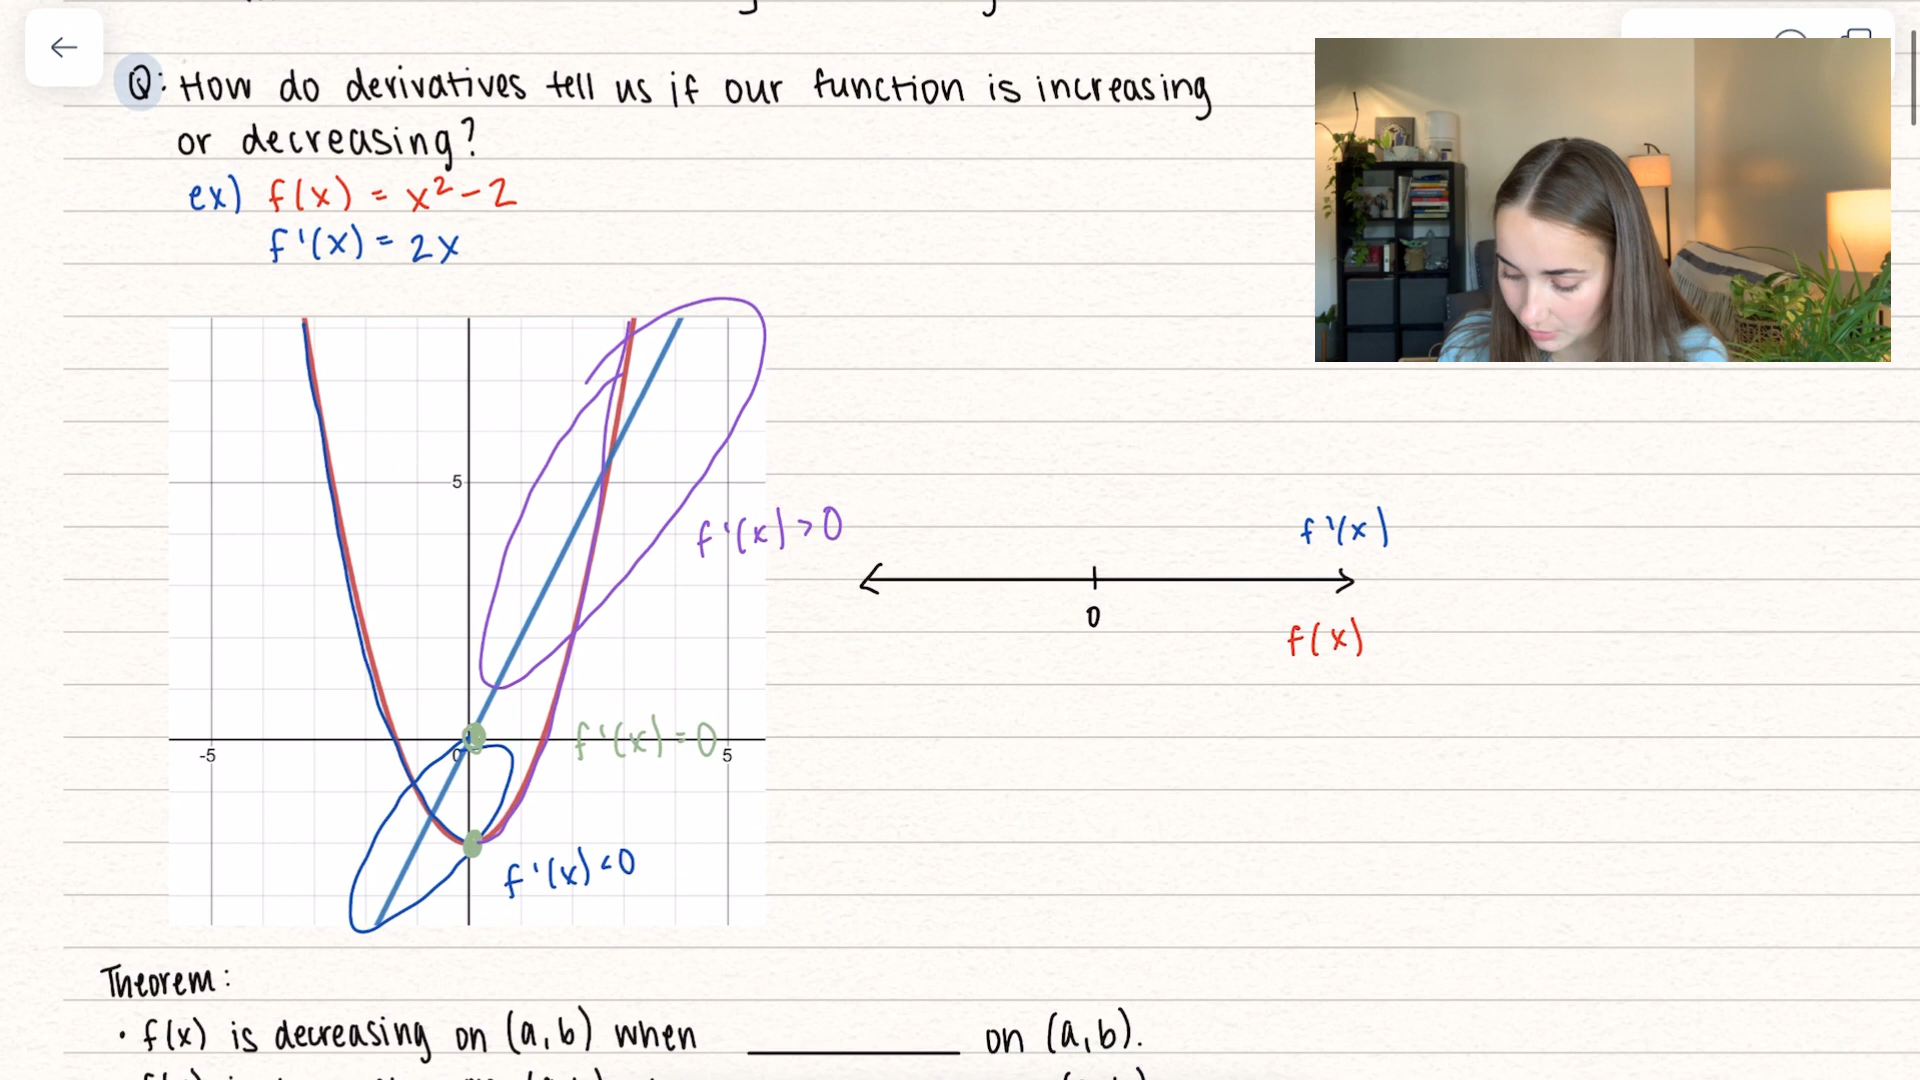 Q: How do derivatives tell us if our function is increasing
or decreasing?
ex) f(x) = x²-2
f'(x) = 2x
5
f'(x)>0
f'(x)
0
f(x)
f'(x)=0
-5
0
5
f'(x)<0
Theorem:
• f(x) is decreasing on (a,b) when ____________ on (a,b).